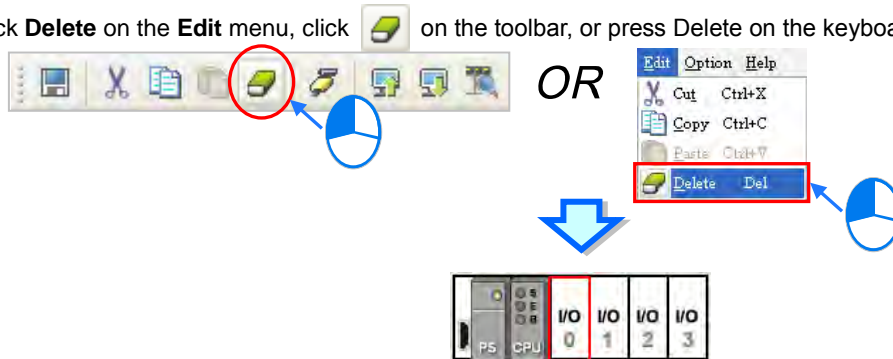 ck Delete on the Edit menu, click on the toolbar, or press Delete on the keyboa
OR
Edit Option Help
Cut Ctrl+X
Copy Ctrl+C
Paste Ctrl+V
Delete Del
S
E
B
I/O I/O I/O I/O
PS CPU 0 1 2 3